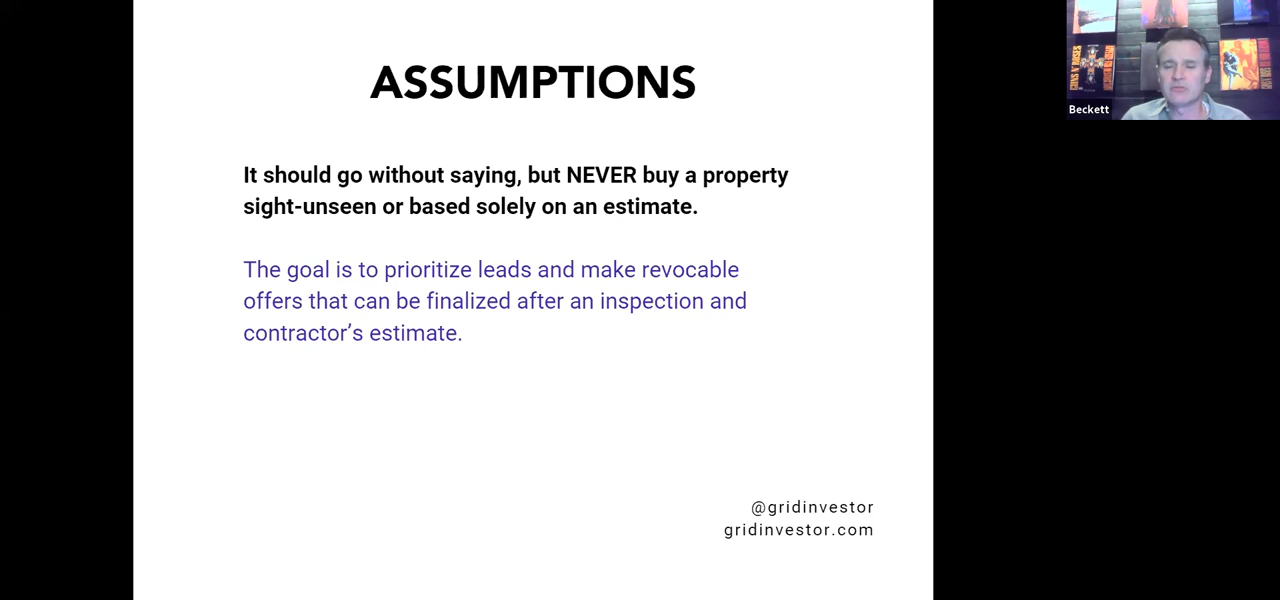 ASSUMPTIONS
It should go without saying, but NEVER buy a property
sight-unseen or based solely on an estimate.
The goal is to prioritize leads and make revocable
offers that can be finalized after an inspection and
contractor’s estimate.
@gridinvestor
gridinvestor.com
GUNS N' ROSES
Beckett